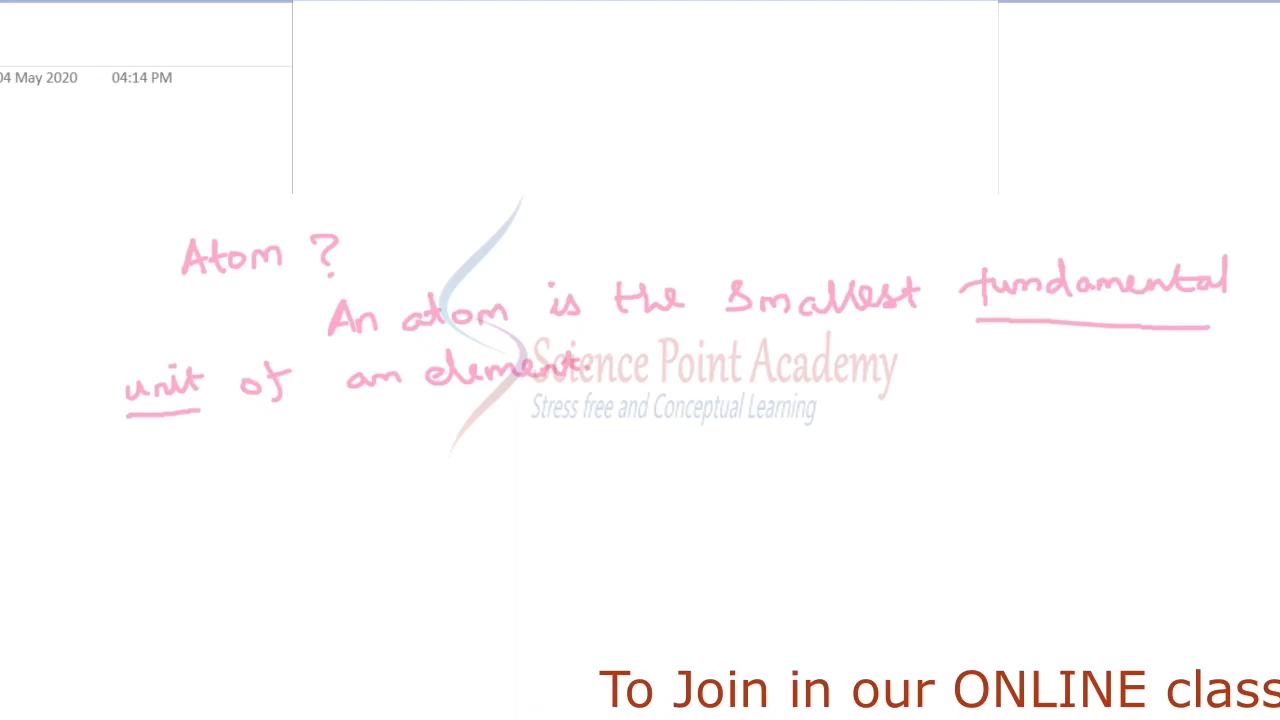 04 May 2020 04:14 PM
Atom ?
An atom is the smallest fundamental
unit of an element.
Science Point Academy
Stress free and Conceptual Learning
To Join in our ONLINE class